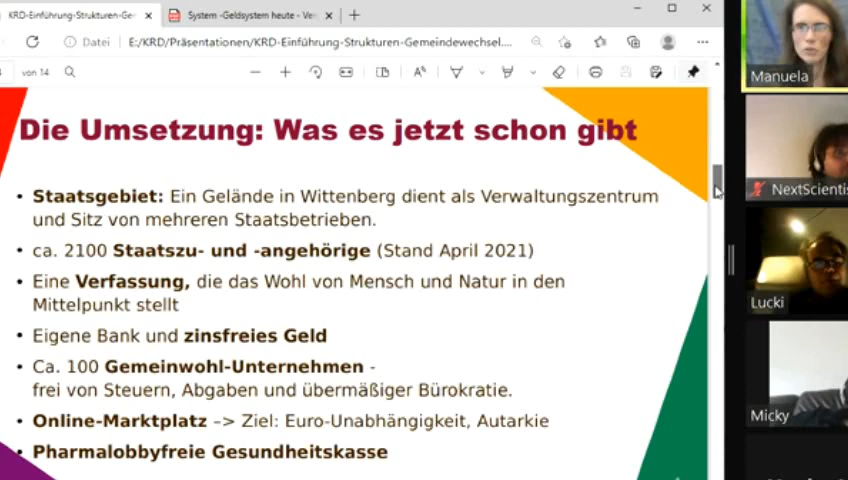 KRD-Einführung-Strukturen-Ge
System -Geldsystem heute - Ve
Datei
E:/KRD/Präsentationen/KRD-Einführung-Strukturen-Gemeindewechsel....
von 14
Die Umsetzung: Was es jetzt schon gibt
• Staatsgebiet: Ein Gelände in Wittenberg dient als Verwaltungszentrum
und Sitz von mehreren Staatsbetrieben.
• ca. 2100 Staatszu- und -angehörige (Stand April 2021)
• Eine Verfassung, die das Wohl von Mensch und Natur in den
Mittelpunkt stellt
• Eigene Bank und zinsfreies Geld
• Ca. 100 Gemeinwohl-Unternehmen -
frei von Steuern, Abgaben und übermäßiger Bürokratie.
• Online-Marktplatz –> Ziel: Euro-Unabhängigkeit, Autarkie
• Pharmalobbyfreie Gesundheitskasse
Manuela
NextScientis
Lucki
Micky